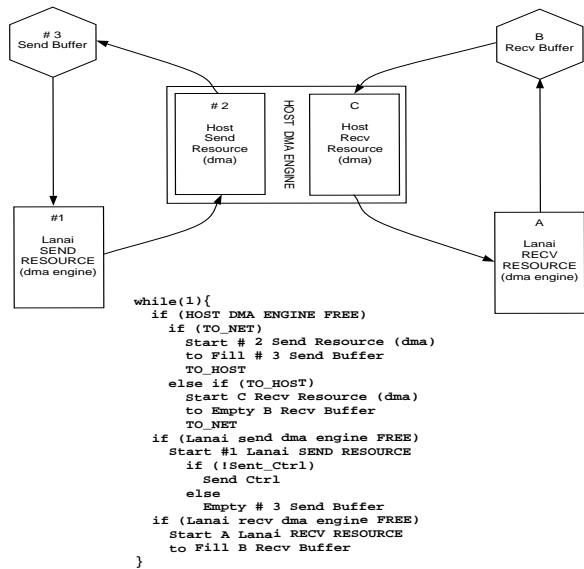 # 3
Send Buffer
B
Recv Buffer
# 2
Host
Send
Resource
(dma)
HOST DMA ENGINE
C
Host
Recv
Resource
(dma)
#1
Lanai
SEND
RESOURCE
(dma engine)
A
Lanai
RECV
RESOURCE
(dma engine)
while(1){
if (HOST DMA ENGINE FREE)
if (TO_NET)
Start # 2 Send Resource (dma)
to Fill # 3 Send Buffer
TO_HOST
else if (TO_HOST)
Start C Recv Resource (dma)
to Empty B Recv Buffer
TO_NET
if (Lanai send dma engine FREE)
Start #1 Lanai SEND RESOURCE
if (!Sent_Ctrl)
Send Ctrl
else
Empty # 3 Send Buffer
if (Lanai recv dma engine FREE)
Start A Lanai RECV RESOURCE
to Fill B Recv Buffer
}